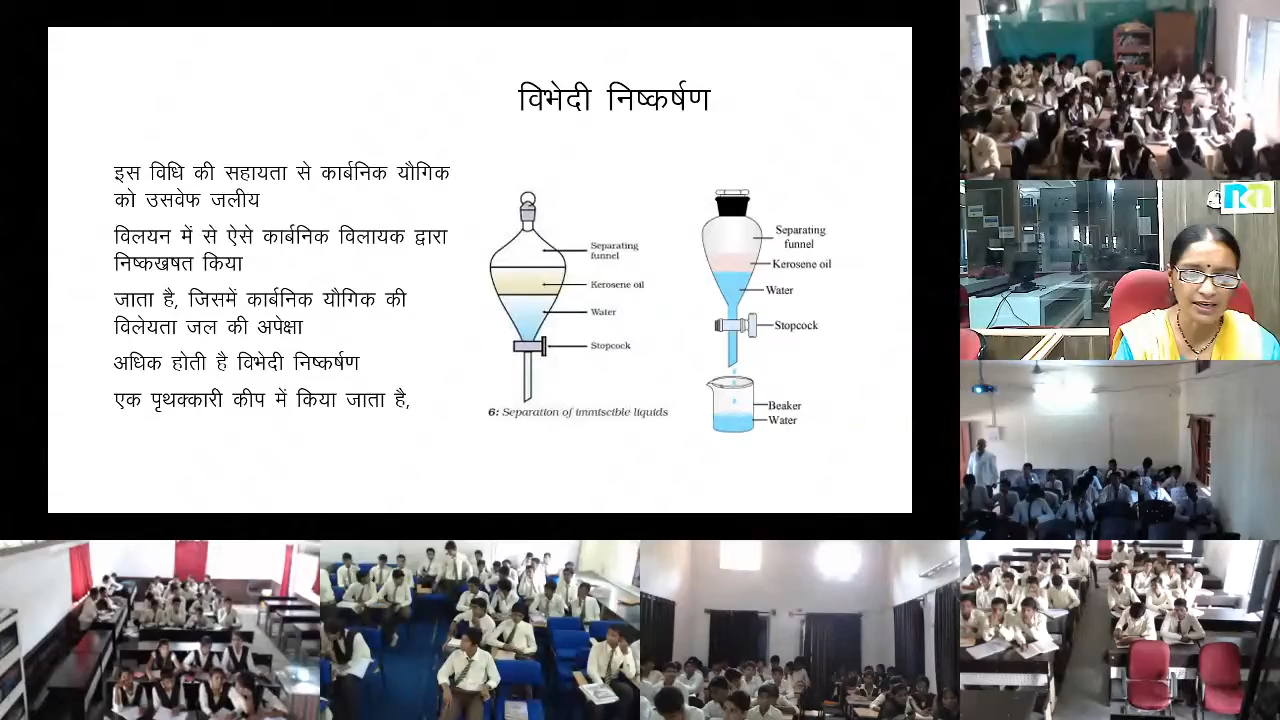 विभेदी निष्कर्षण
इस विधि की सहायता से कार्बनिक यौगिक
को उसवेफ जलीय
विलयन में से ऐसे कार्बनिक विलायक द्वारा
निष्कखषत किया
जाता है, जिसमें कार्बनिक यौगिक की
विलेयता जल की अपेक्षा
अधिक होती है विभेदी निष्कर्षण
एक पृथक्कारी कीप में किया जाता है,
Separating
funnel
Kerosene oil
Water
Stopcock
6: Separation of immiscible liquids
Separating
funnel
Kerosene oil
Water
Stopcock
Beaker
Water